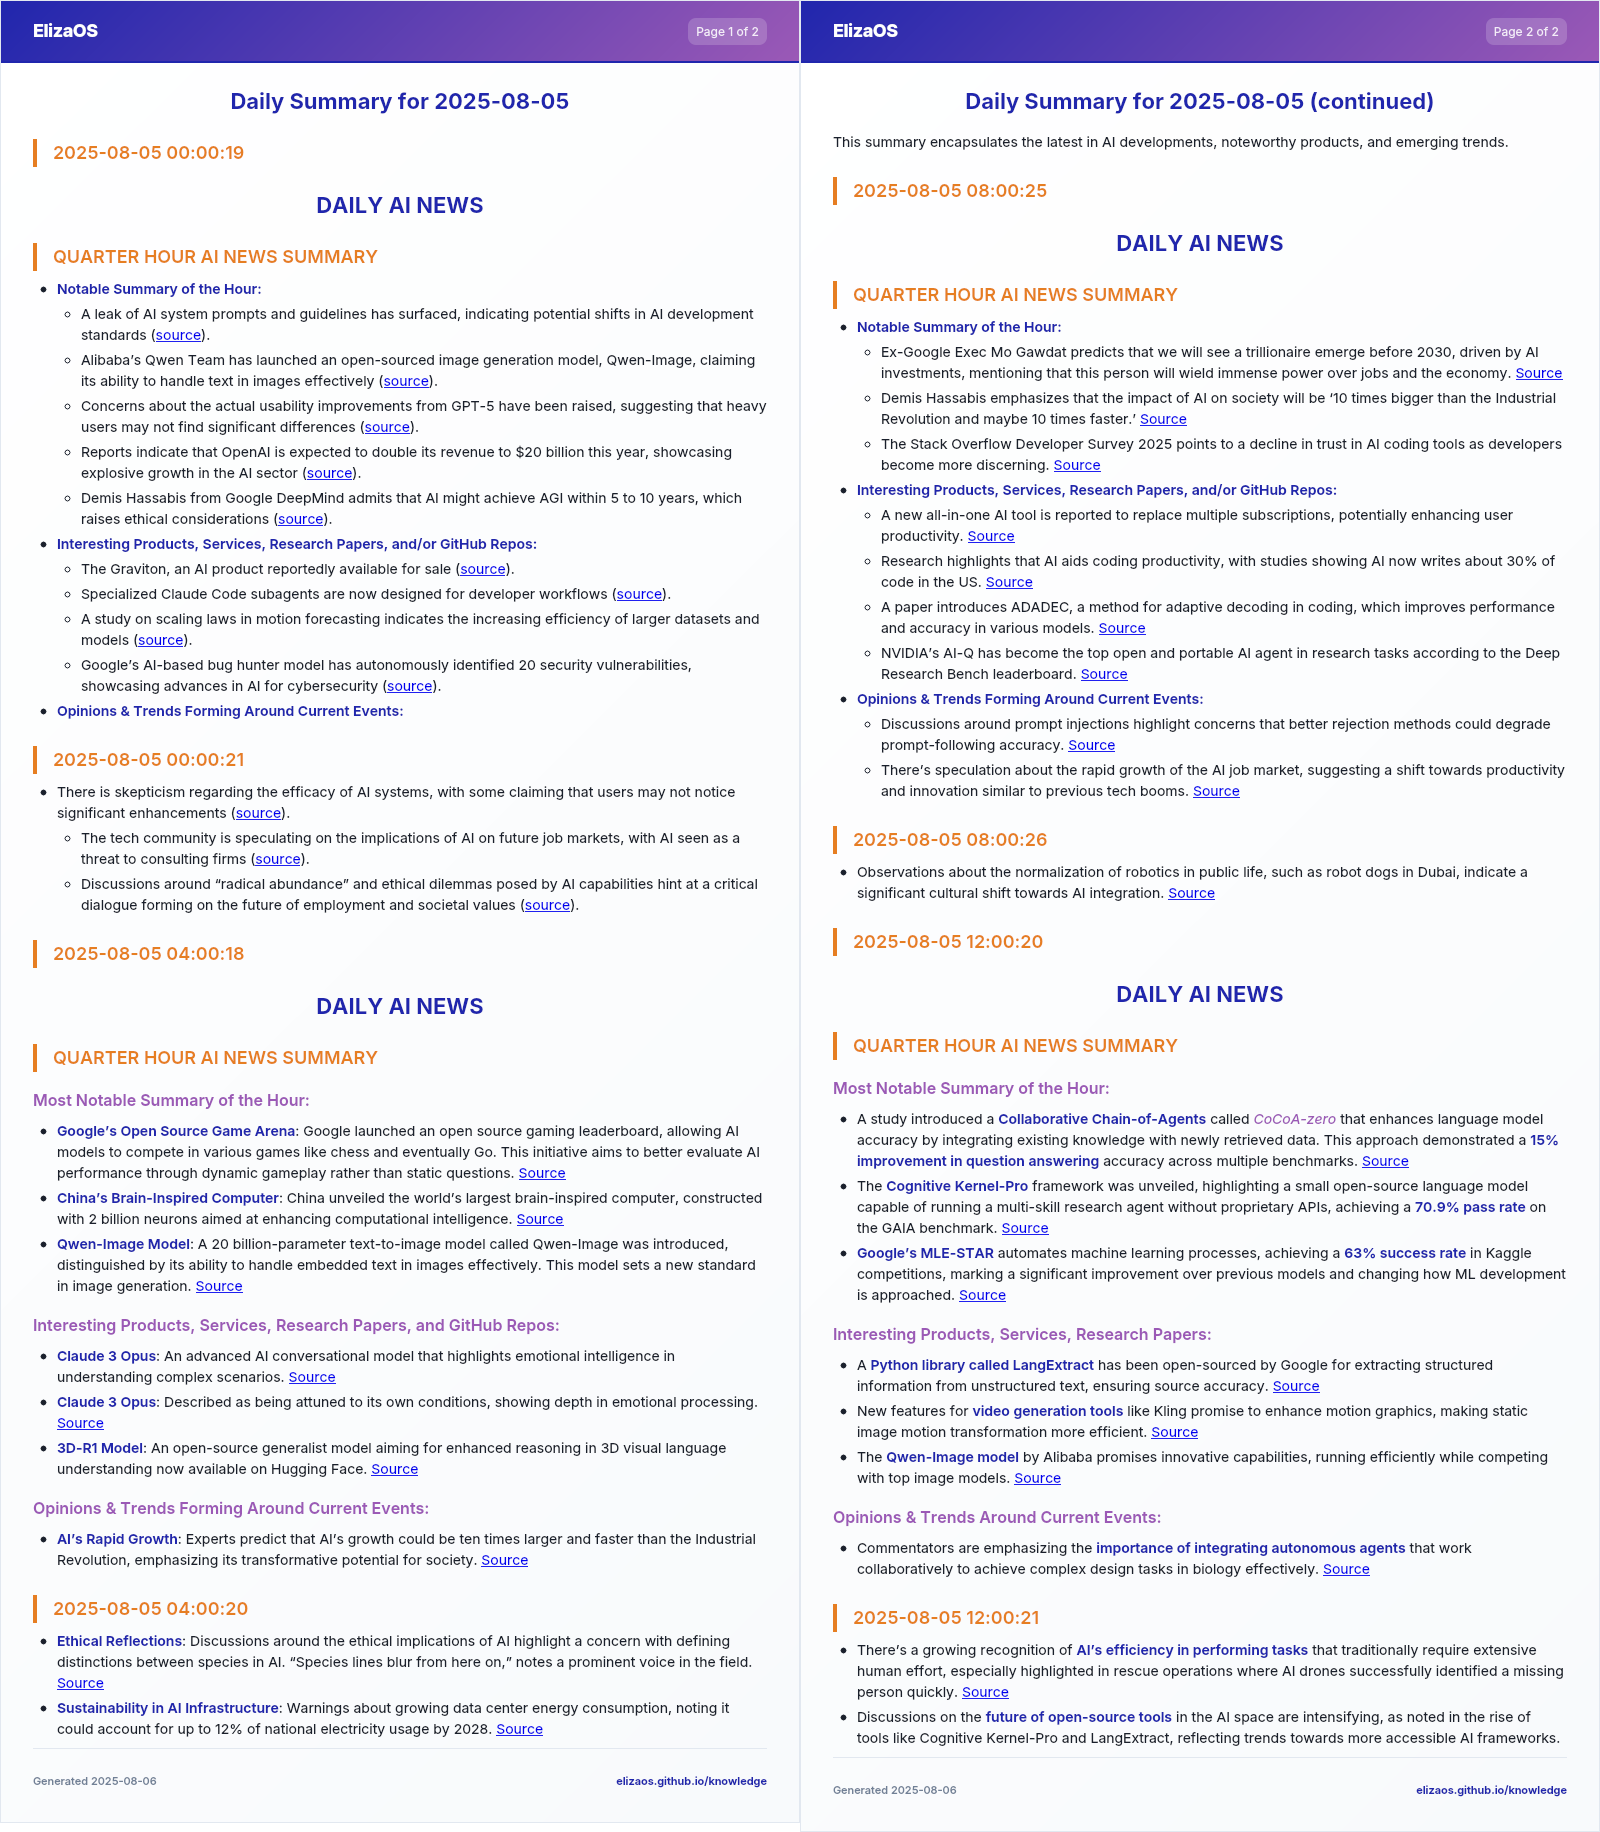 ElizaOS
Page 1 of 2
Daily Summary for 2025-08-05
2025-08-05 00:00:19
DAILY AI NEWS
QUARTER HOUR AI NEWS SUMMARY
Notable Summary of the Hour:
A leak of AI system prompts and guidelines has surfaced, indicating potential shifts in AI development
standards (source).
Alibaba’s Qwen Team has launched an open-sourced image generation model, Qwen-Image, claiming
its ability to handle text in images effectively (source).
Concerns about the actual usability improvements from GPT-5 have been raised, suggesting that heavy
users may not find significant differences (source).
Reports indicate that OpenAI is expected to double its revenue to $20 billion this year, showcasing
explosive growth in the AI sector (source).
Demis Hassabis from Google DeepMind admits that AI might achieve AGI within 5 to 10 years, which
raises ethical considerations (source).
Interesting Products, Services, Research Papers, and/or GitHub Repos:
The Graviton, an AI product reportedly available for sale (source).
Specialized Claude Code subagents are now designed for developer workflows (source).
A study on scaling laws in motion forecasting indicates the increasing efficiency of larger datasets and
models (source).
Google’s AI-based bug hunter model has autonomously identified 20 security vulnerabilities,
showcasing advances in AI for cybersecurity (source).
Opinions & Trends Forming Around Current Events:
2025-08-05 00:00:21
There is skepticism regarding the efficacy of AI systems, with some claiming that users may not notice
significant enhancements (source).
The tech community is speculating on the implications of AI on future job markets, with AI seen as a
threat to consulting firms (source).
Discussions around “radical abundance” and ethical dilemmas posed by AI capabilities hint at a critical
dialogue forming on the future of employment and societal values (source).
2025-08-05 04:00:18
DAILY AI NEWS
QUARTER HOUR AI NEWS SUMMARY
Most Notable Summary of the Hour:
Google’s Open Source Game Arena: Google launched an open source gaming leaderboard, allowing AI
models to compete in various games like chess and eventually Go. This initiative aims to better evaluate AI
performance through dynamic gameplay rather than static questions. Source
China’s Brain-Inspired Computer: China unveiled the world’s largest brain-inspired computer, constructed
with 2 billion neurons aimed at enhancing computational intelligence. Source
Qwen-Image Model: A 20 billion-parameter text-to-image model called Qwen-Image was introduced,
distinguished by its ability to handle embedded text in images effectively. This model sets a new standard
in image generation. Source
Interesting Products, Services, Research Papers, and GitHub Repos:
Claude 3 Opus: An advanced AI conversational model that highlights emotional intelligence in
understanding complex scenarios. Source
Claude 3 Opus: Described as being attuned to its own conditions, showing depth in emotional processing.
Source
3D-R1 Model: An open-source generalist model aiming for enhanced reasoning in 3D visual language
understanding now available on Hugging Face. Source
Opinions & Trends Forming Around Current Events:
AI’s Rapid Growth: Experts predict that AI’s growth could be ten times larger and faster than the Industrial
Revolution, emphasizing its transformative potential for society. Source
2025-08-05 04:00:20
Ethical Reflections: Discussions around the ethical implications of AI highlight a concern with defining
distinctions between species in AI. “Species lines blur from here on,” notes a prominent voice in the field.
Source
Sustainability in AI Infrastructure: Warnings about growing data center energy consumption, noting it
could account for up to 12% of national electricity usage by 2028. Source
Generated 2025-08-06
elizaos.github.io/knowledge
ElizaOS
Page 2 of 2
Daily Summary for 2025-08-05 (continued)
This summary encapsulates the latest in AI developments, noteworthy products, and emerging trends.
2025-08-05 08:00:25
DAILY AI NEWS
QUARTER HOUR AI NEWS SUMMARY
Notable Summary of the Hour:
Ex-Google Exec Mo Gawdat predicts that we will see a trillionaire emerge before 2030, driven by AI
investments, mentioning that this person will wield immense power over jobs and the economy. Source
Demis Hassabis emphasizes that the impact of AI on society will be ‘10 times bigger than the Industrial
Revolution and maybe 10 times faster.’ Source
The Stack Overflow Developer Survey 2025 points to a decline in trust in AI coding tools as developers
become more discerning. Source
Interesting Products, Services, Research Papers, and/or GitHub Repos:
A new all-in-one AI tool is reported to replace multiple subscriptions, potentially enhancing user
productivity. Source
Research highlights that AI aids coding productivity, with studies showing AI now writes about 30% of
code in the US. Source
A paper introduces ADADEC, a method for adaptive decoding in coding, which improves performance
and accuracy in various models. Source
NVIDIA’s AI-Q has become the top open and portable AI agent in research tasks according to the Deep
Research Bench leaderboard. Source
Opinions & Trends Forming Around Current Events:
Discussions around prompt injections highlight concerns that better rejection methods could degrade
prompt-following accuracy. Source
There’s speculation about the rapid growth of the AI job market, suggesting a shift towards productivity
and innovation similar to previous tech booms. Source
2025-08-05 08:00:26
Observations about the normalization of robotics in public life, such as robot dogs in Dubai, indicate a
significant cultural shift towards AI integration. Source
2025-08-05 12:00:20
DAILY AI NEWS
QUARTER HOUR AI NEWS SUMMARY
Most Notable Summary of the Hour:
A study introduced a Collaborative Chain-of-Agents called CoCoA-zero that enhances language model
accuracy by integrating existing knowledge with newly retrieved data. This approach demonstrated a 15%
improvement in question answering accuracy across multiple benchmarks. Source
The Cognitive Kernel-Pro framework was unveiled, highlighting a small open-source language model
capable of running a multi-skill research agent without proprietary APIs, achieving a 70.9% pass rate on
the GAIA benchmark. Source
Google’s MLE-STAR automates machine learning processes, achieving a 63% success rate in Kaggle
competitions, marking a significant improvement over previous models and changing how ML development
is approached. Source
Interesting Products, Services, Research Papers:
A Python library called LangExtract has been open-sourced by Google for extracting structured
information from unstructured text, ensuring source accuracy. Source
New features for video generation tools like Kling promise to enhance motion graphics, making static
image motion transformation more efficient. Source
The Qwen-Image model by Alibaba promises innovative capabilities, running efficiently while competing
with top image models. Source
Opinions & Trends Around Current Events:
Commentators are emphasizing the importance of integrating autonomous agents that work
collaboratively to achieve complex design tasks in biology effectively. Source
2025-08-05 12:00:21
There’s a growing recognition of AI’s efficiency in performing tasks that traditionally require extensive
human effort, especially highlighted in rescue operations where AI drones successfully identified a missing
person quickly. Source
Discussions on the future of open-source tools in the AI space are intensifying, as noted in the rise of
tools like Cognitive Kernel-Pro and LangExtract, reflecting trends towards more accessible AI frameworks.
Generated 2025-08-06
elizaos.github.io/knowledge